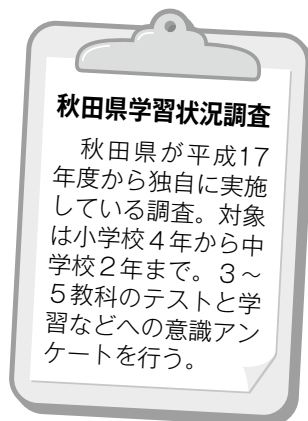 秋田県学習状況調査
秋田県が平成17
年度から独自に実施
している調査。対象
は小学校４年から中
学校２年まで。３～
５教科のテストと学
習などへの意識アン
ケートを行う。